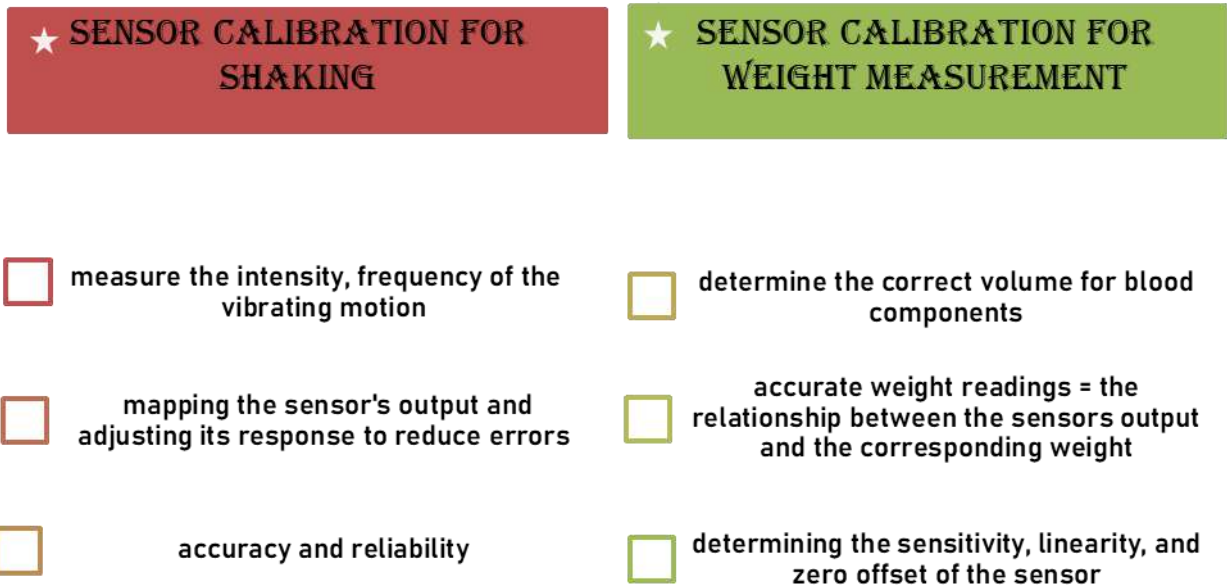 SENSOR CALIBRATION FOR
SHAKING
measure the intensity, frequency of the
vibrating motion
mapping the sensor's output and
adjusting its response to reduce errors
accuracy and reliability
SENSOR CALIBRATION FOR
WEIGHT MEASUREMENT
determine the correct volume for blood
components
accurate weight readings = the
relationship between the sensors output
and the corresponding weight
determining the sensitivity, linearity, and
zero offset of the sensor